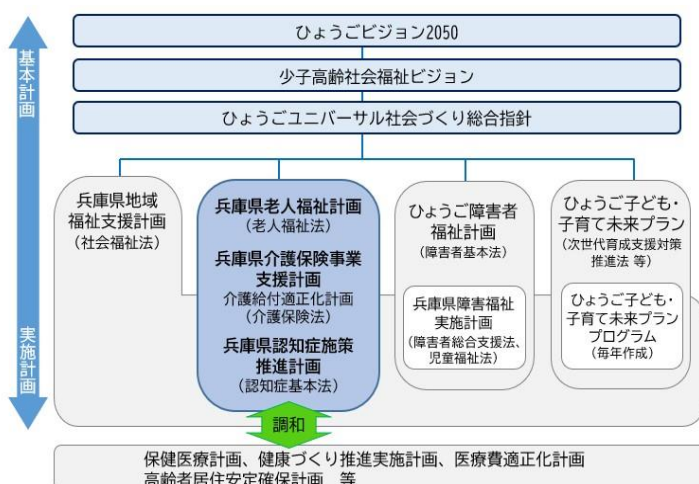 ひょうごビジョン2050
少子高齢社会福祉ビジョン
ひょうごユニバーサル社会づくり総合指針
基本計画
実施計画
兵庫県地域
福祉支援計画
(社会福祉法)
兵庫県老人福祉計画
(老人福祉法)
兵庫県介護保険事業
支援計画
介護給付適正化計画
(介護保険法)
兵庫県認知症施策
推進計画
(認知症基本法)
ひょうご障害者
福祉計画
(障害者基本法)
兵庫県障害福祉
実施計画
(障害者総合支援法、
児童福祉法)
ひょうご子ども・
子育て未来プラン
(次世代育成支援対策
推進法 等)
ひょうご子ども・
子育て未来プラン
プログラム
(毎年作成)
調和
保健医療計画、健康づくり推進実施計画、医療費適正化計画
高齢者居住安定確保計画 等